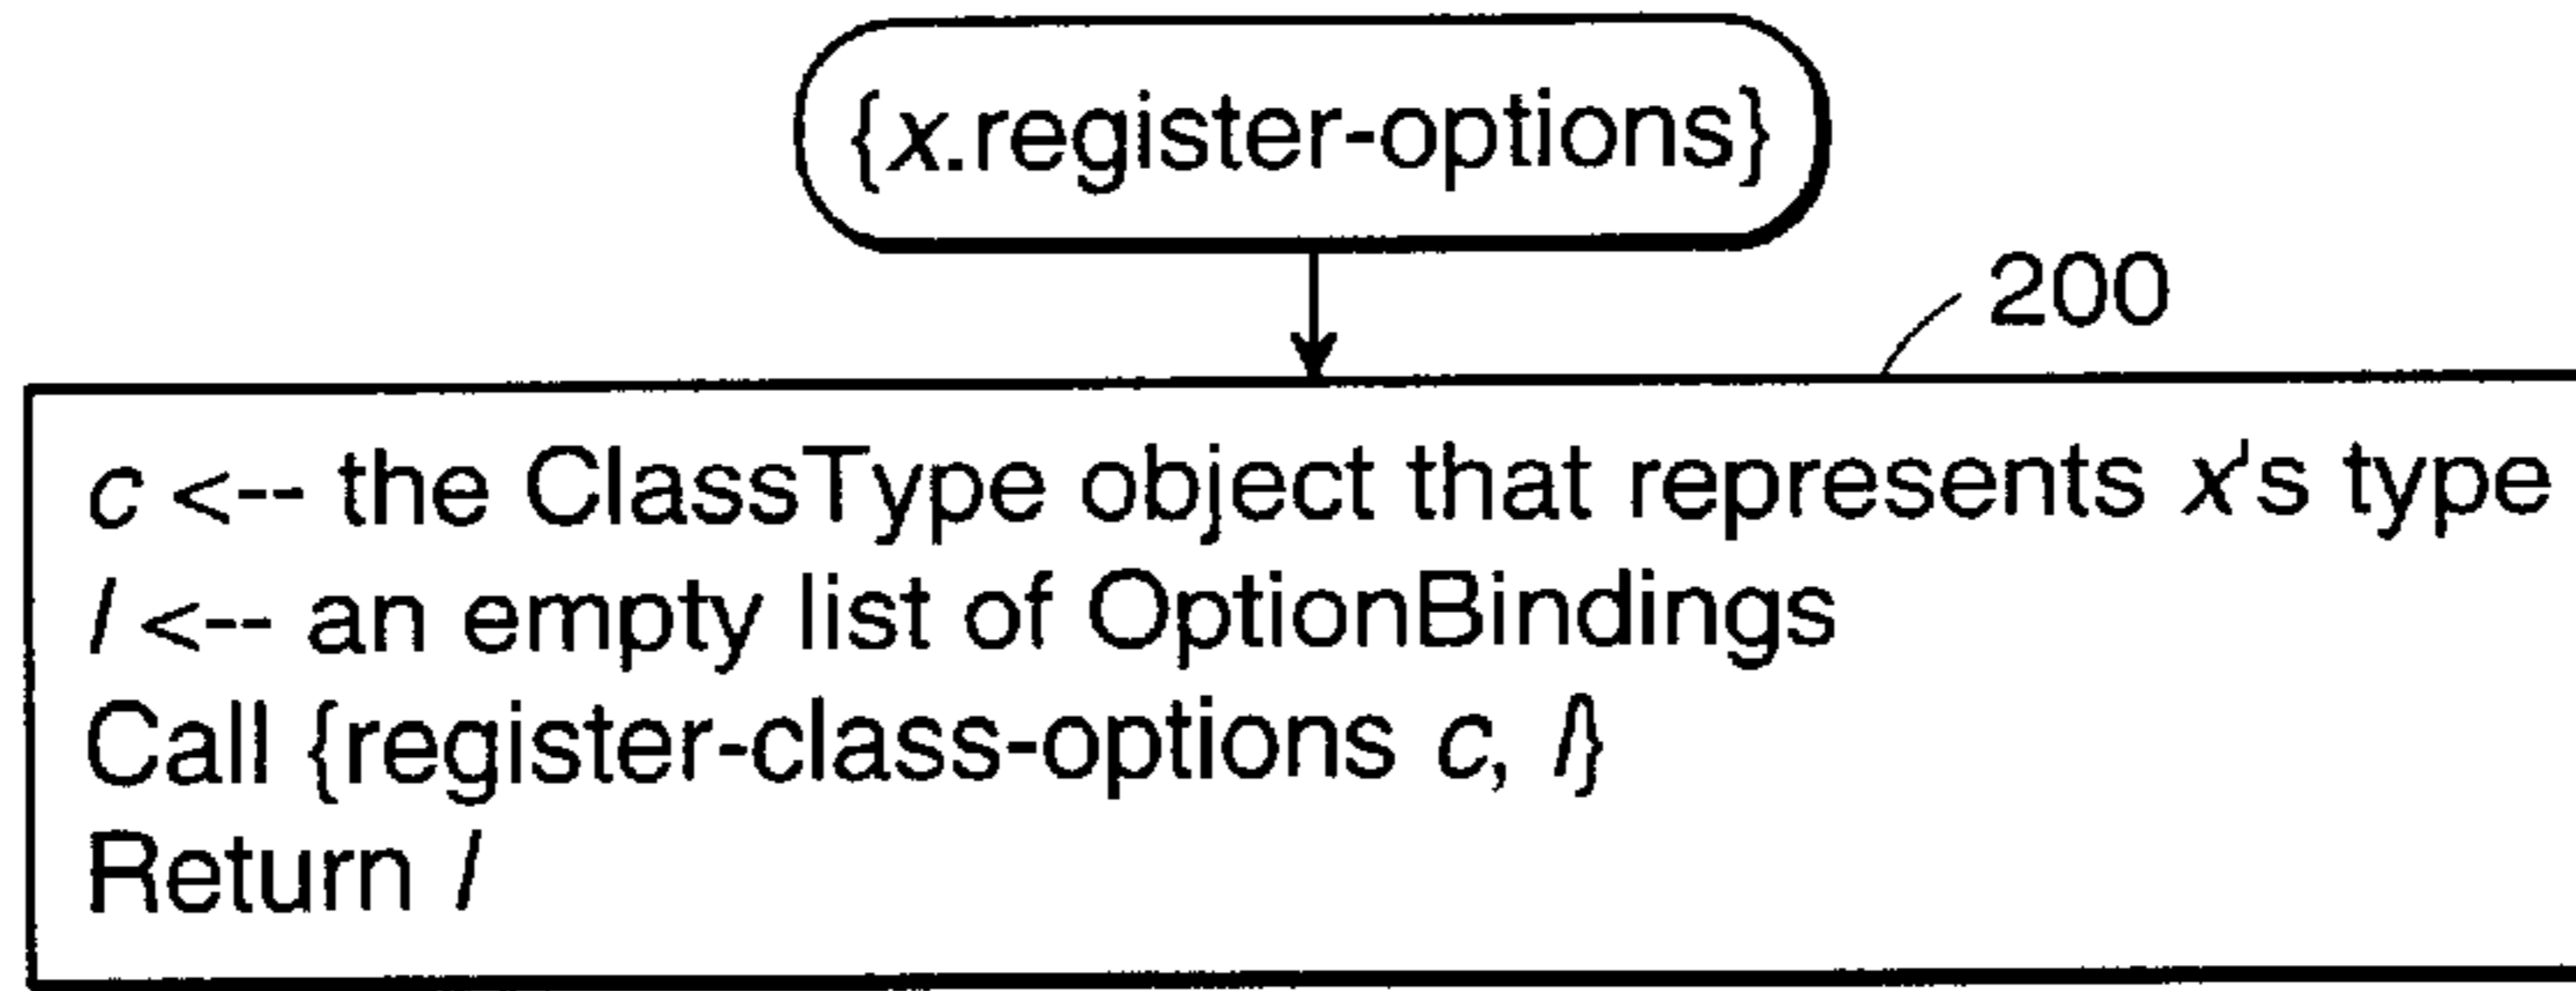 {x.register-options}
200
c <-- the ClassType object that represents x's type
l <-- an empty list of OptionBindings
Call {register-class-options c, l}
Return l